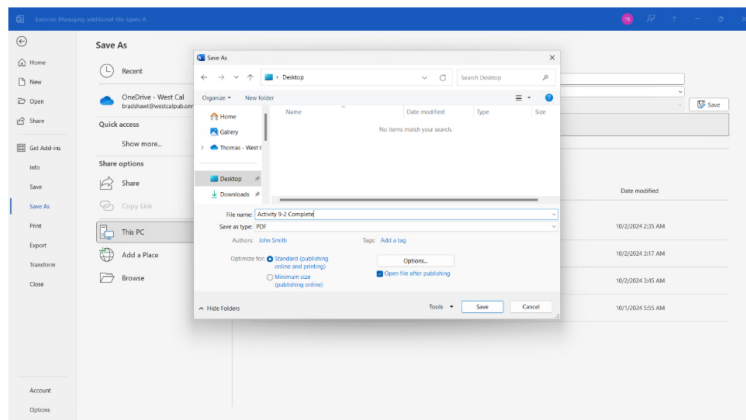 Exercise: Managing additional file types A
TB
?
Home
New
Open
Share
Get Add-ins
Info
Save
Save As
Print
Export
Transform
Close
Account
Options
Save As
Recent
OneDrive - West Cal
bradshawt@westcalpub.onr
Quick access
Show more...
Share options
Share
Copy Link
This PC
Add a Place
Browse
Save As
Desktop
Search Desktop
Organize
New folder
Home
Gallery
Thomas - West C
Desktop
Downloads
Name
Date modified
Type
Size
No items match your search.
File name: Activity 9-2 Complete
Save as type: PDF
Authors: John Smith
Tags: Add a tag
Optimize for: Standard (publishing
online and printing)
Minimum size
(publishing online)
Options...
Open file after publishing
Hide Folders
Tools
Save
Cancel
Save
Date modified
10/2/2024 2:35 AM
10/2/2024 3:17 AM
10/2/2024 3:45 AM
10/1/2024 5:55 AM